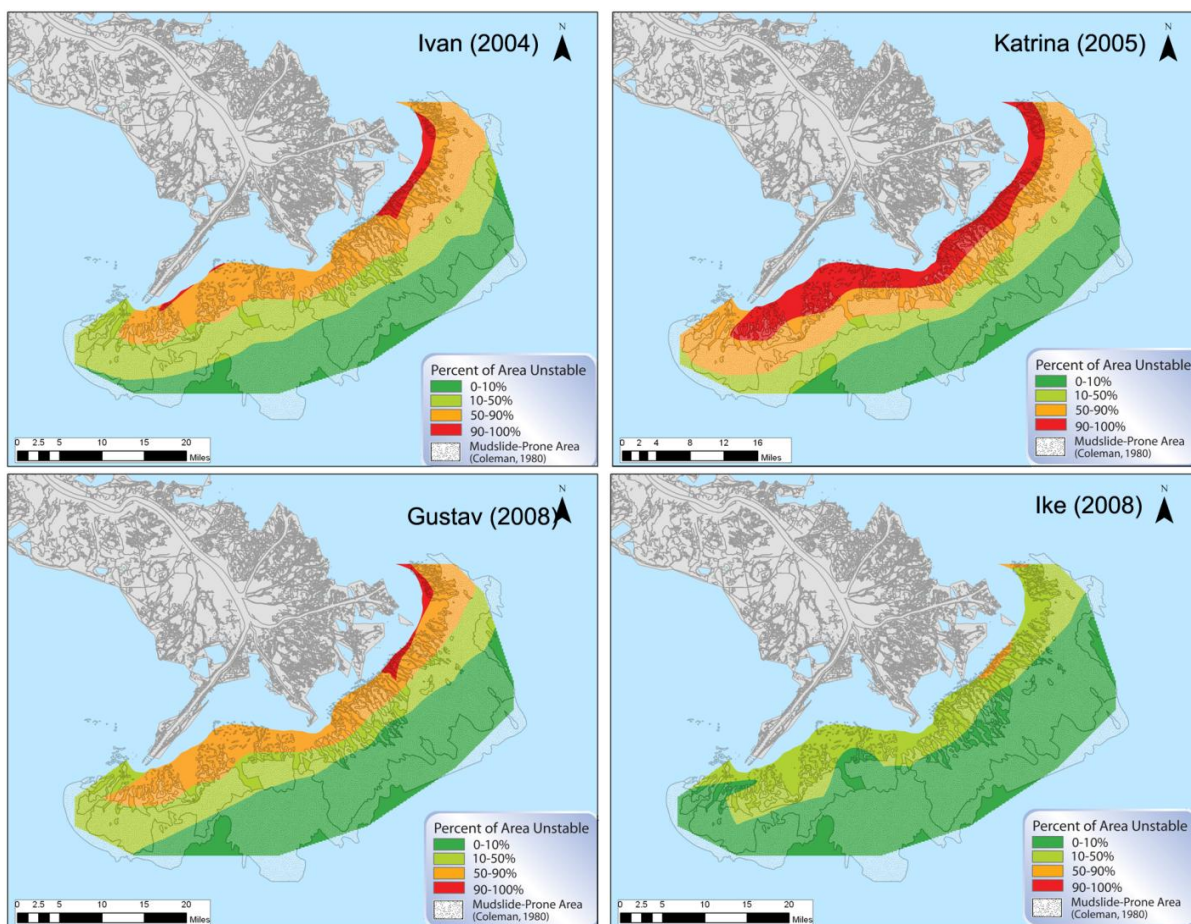 Ivan (2004)
N
Percent of Area Unstable
0-10%
10-50%
50-90%
90-100%
Mudslide-Prone Area
(Coleman, 1980)
0 2.5 5 10 15 20
Miles
Katrina (2005)
N
Percent of Area Unstable
0-10%
10-50%
50-90%
90-100%
Mudslide-Prone Area
(Coleman, 1980)
0 2 4 8 12 16
Miles
Gustav (2008)
N
Percent of Area Unstable
0-10%
10-50%
50-90%
90-100%
Mudslide-Prone Area
(Coleman, 1980)
0 2.5 5 10 15 20
Miles
Ike (2008)
N
Percent of Area Unstable
0-10%
10-50%
50-90%
90-100%
Mudslide-Prone Area
(Coleman, 1980)
0 2.5 5 10 15 20
Miles